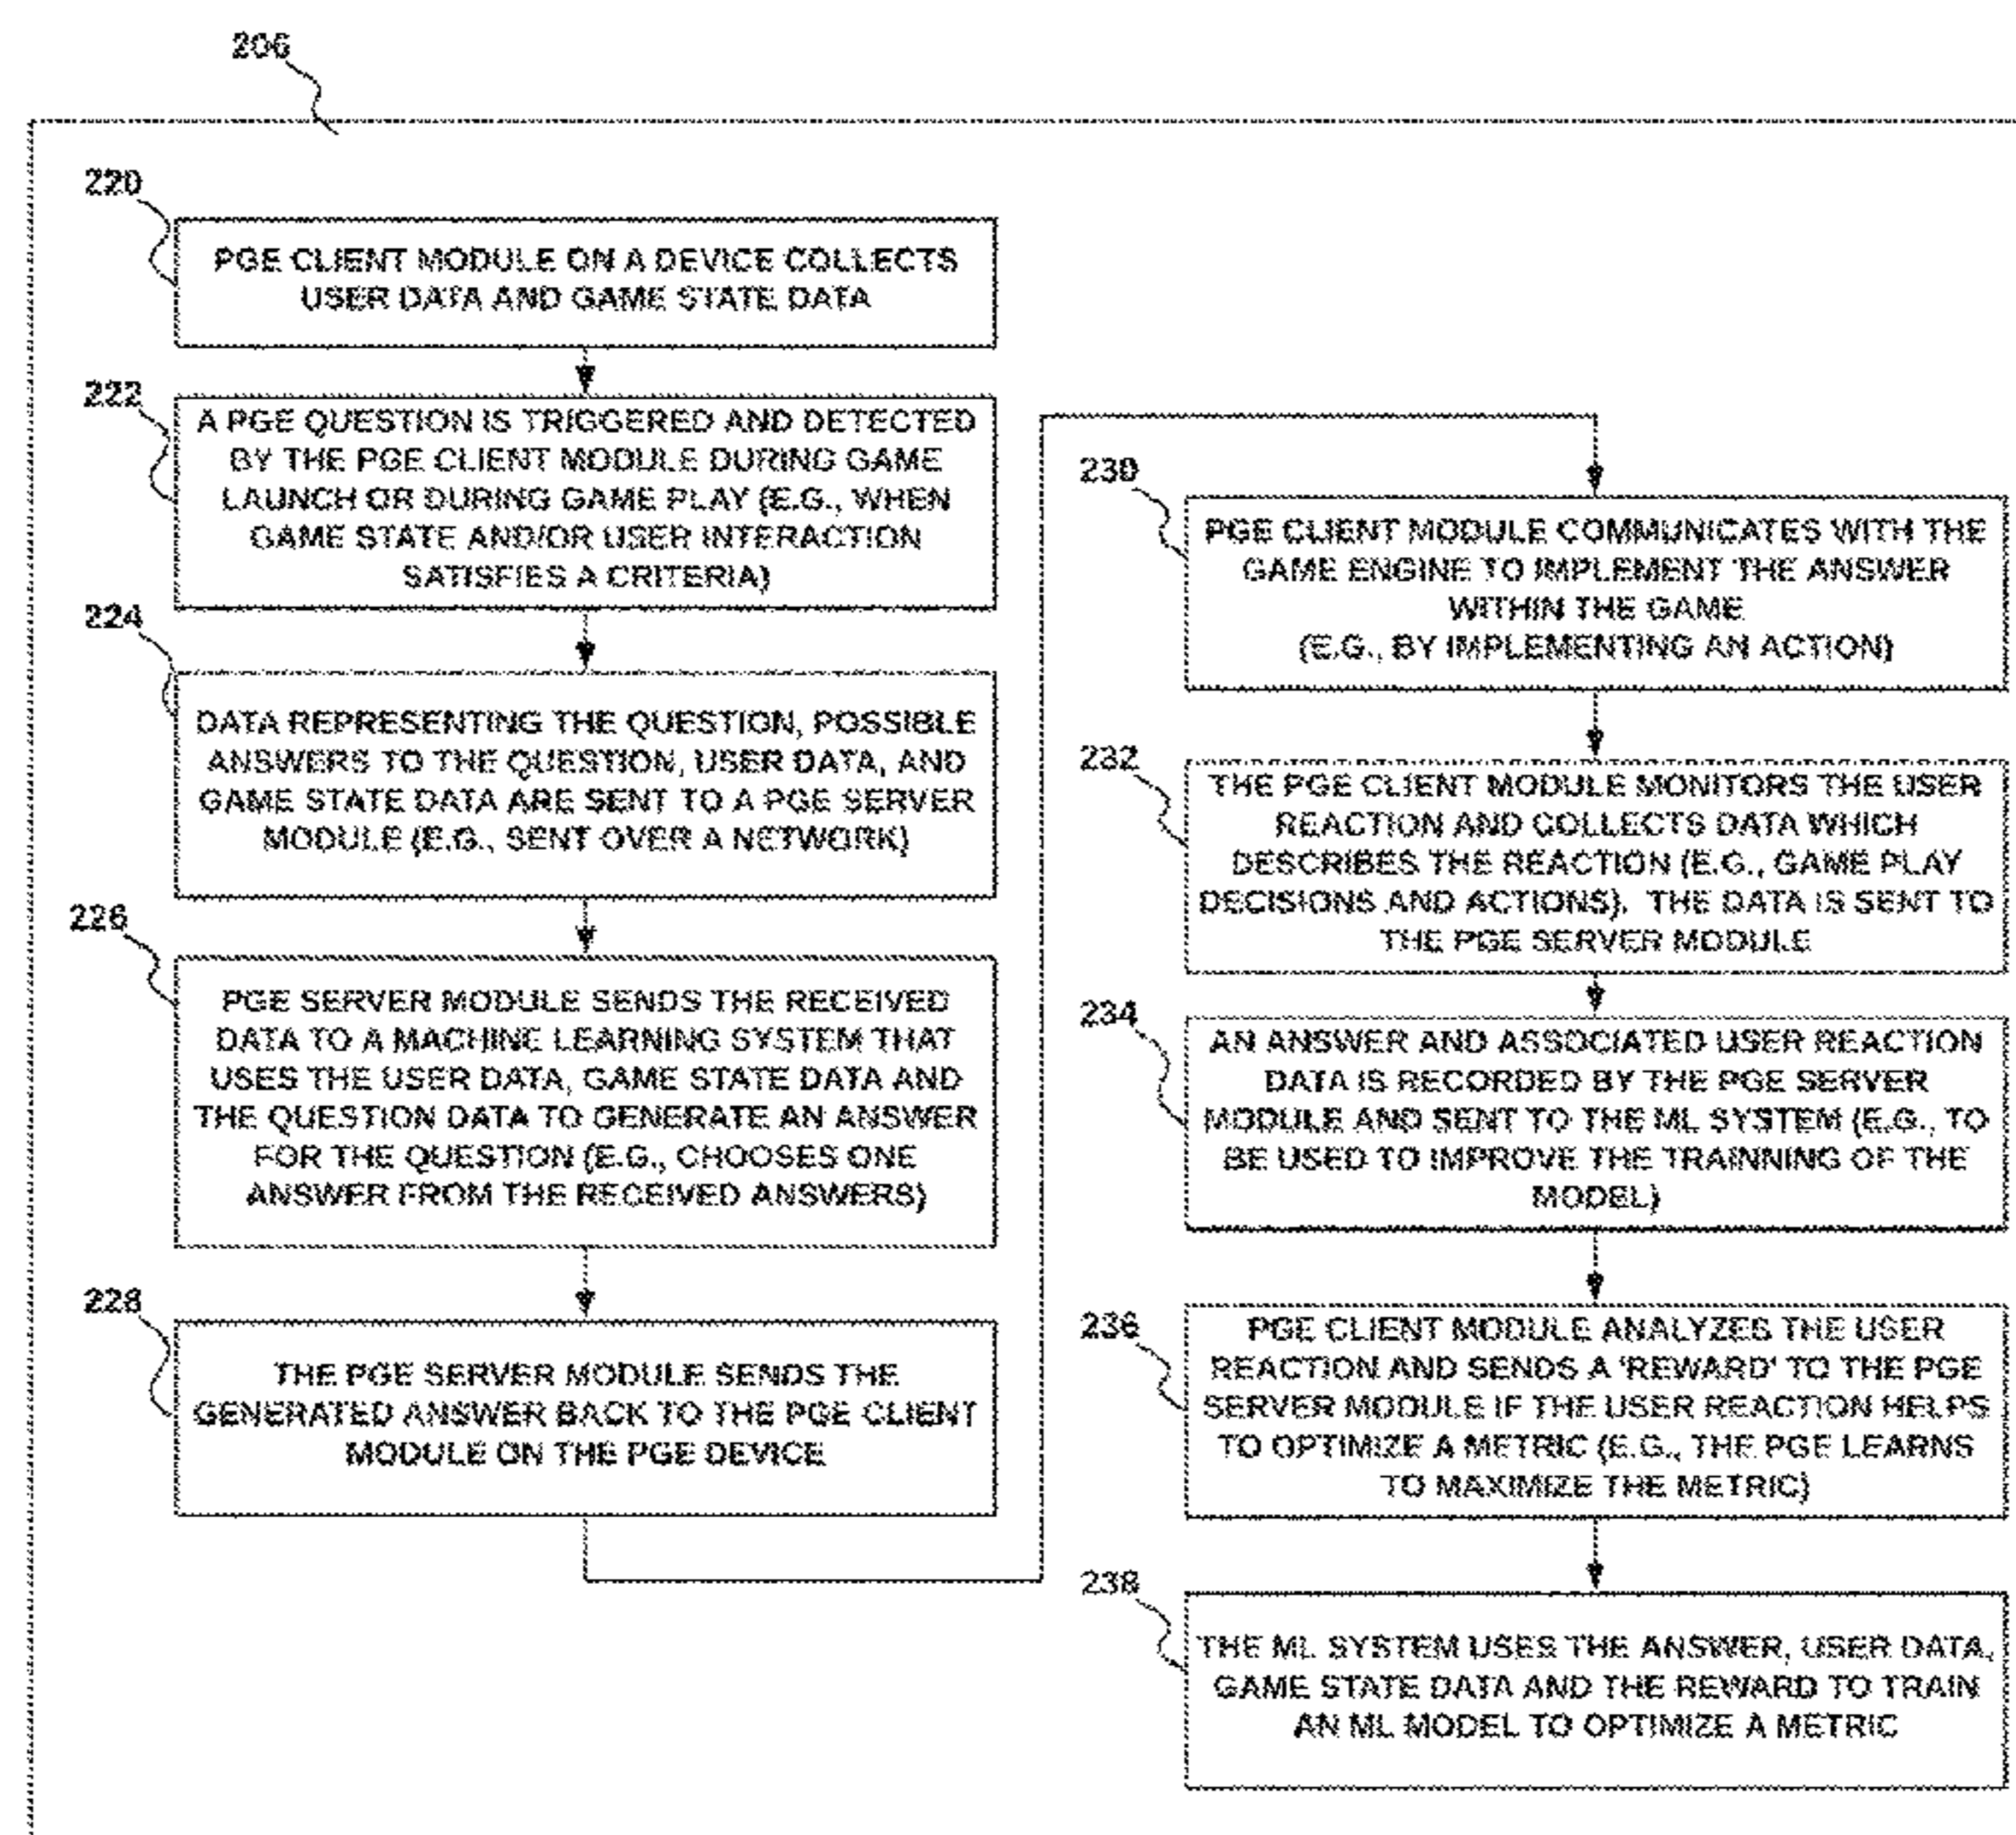 206
220
PGE CLIENT MODULE ON A DEVICE COLLECTS
USER DATA AND GAME STATE DATA
222
A PGE QUESTION IS TRIGGERED AND DETECTED
BY THE PGE CLIENT MODULE DURING GAME
LAUNCH OR DURING GAME PLAY (E.G., WHEN
GAME STATE AND/OR USER INTERACTION
SATISFIES A CRITERIA)
224
DATA REPRESENTING THE QUESTION, POSSIBLE
ANSWERS TO THE QUESTION, USER DATA, AND
GAME STATE DATA ARE SENT TO A PGE SERVER
MODULE (E.G., SENT OVER A NETWORK)
226
PGE SERVER MODULE SENDS THE RECEIVED
DATA TO A MACHINE LEARNING SYSTEM THAT
USES THE USER DATA, GAME STATE DATA AND
THE QUESTION DATA TO GENERATE AN ANSWER
FOR THE QUESTION (E.G., CHOOSES ONE
ANSWER FROM THE RECEIVED ANSWERS)
228
THE PGE SERVER MODULE SENDS THE
GENERATED ANSWER BACK TO THE PGE CLIENT
MODULE ON THE PGE DEVICE
230
PGE CLIENT MODULE COMMUNICATES WITH THE
GAME ENGINE TO IMPLEMENT THE ANSWER
WITHIN THE GAME
(E.G., BY IMPLEMENTING AN ACTION)
232
THE PGE CLIENT MODULE MONITORS THE USER
REACTION AND COLLECTS DATA WHICH
DESCRIBES THE REACTION (E.G., GAME PLAY
DECISIONS AND ACTIONS). THE DATA IS SENT TO
THE PGE SERVER MODULE
234
AN ANSWER AND ASSOCIATED USER REACTION
DATA IS RECORDED BY THE PGE SERVER
MODULE AND SENT TO THE ML SYSTEM (E.G., TO
BE USED TO IMPROVE THE TRAINNING OF THE
MODEL)
236
PGE CLIENT MODULE ANALYZES THE USER
REACTION AND SENDS A 'REWARD' TO THE PGE
SERVER MODULE IF THE USER REACTION HELPS
TO OPTIMIZE A METRIC (E.G., THE PGE LEARNS
TO MAXIMIZE THE METRIC)
238
THE ML SYSTEM USES THE ANSWER, USER DATA,
GAME STATE DATA AND THE REWARD TO TRAIN
AN ML MODEL TO OPTIMIZE A METRIC